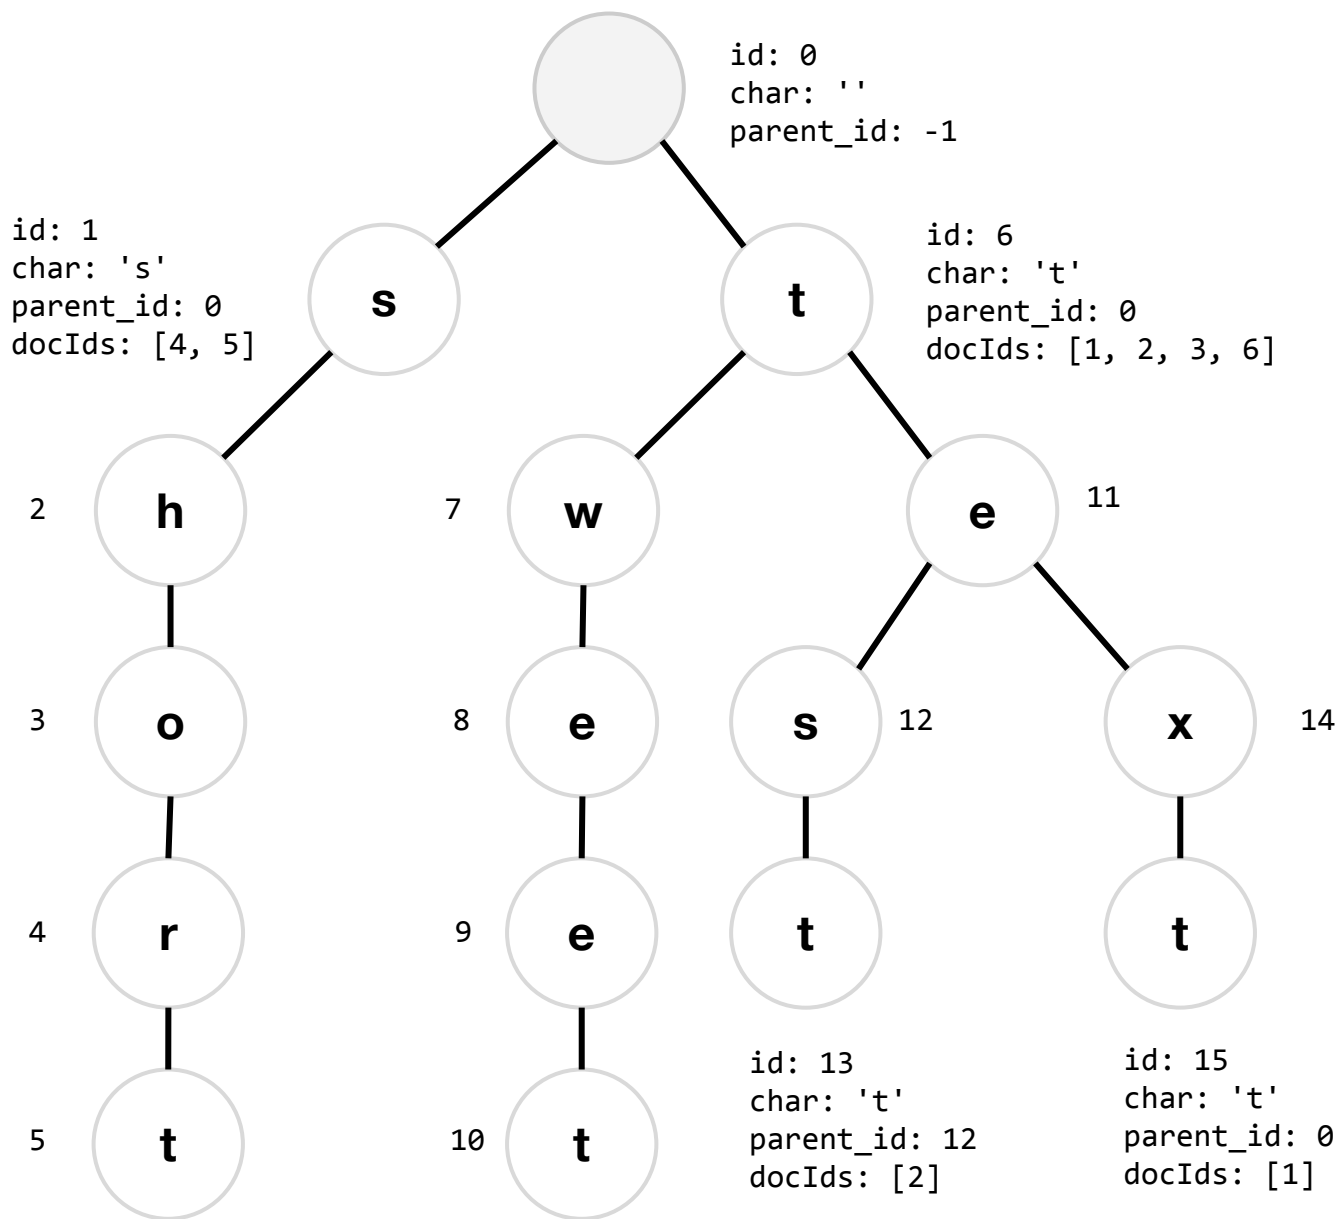 id: 0
char: ''
parent_id: -1
id: 1
char: 's'
parent_id: 0
docIds: [4, 5]
s
t
id: 6
char: 't'
parent_id: 0
docIds: [1, 2, 3, 6]
2
h
7
w
e
11
3
o
8
e
s
12
x
14
4
r
9
e
t
t
5
t
10
t
id: 13
char: 't'
parent_id: 12
docIds: [2]
id: 15
char: 't'
parent_id: 0
docIds: [1]